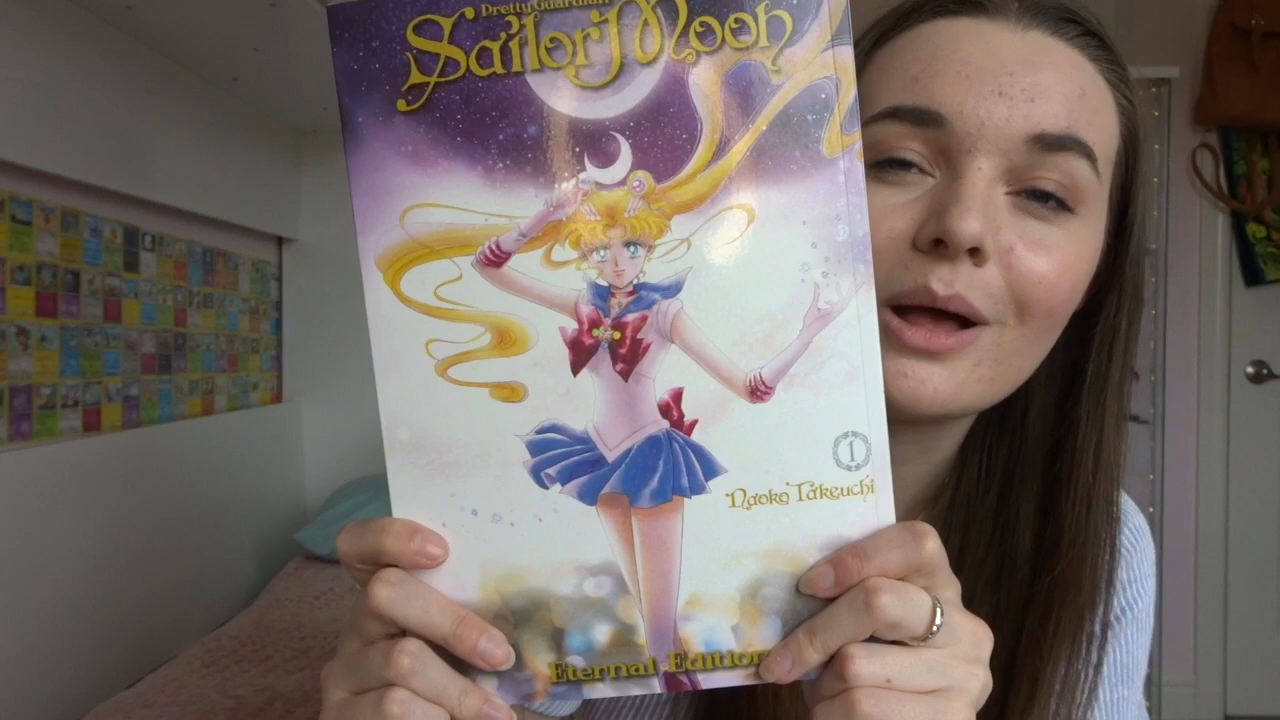 Pretty Guardian
Sailor Moon
1
Naoko Takeuchi
Eternal Edition